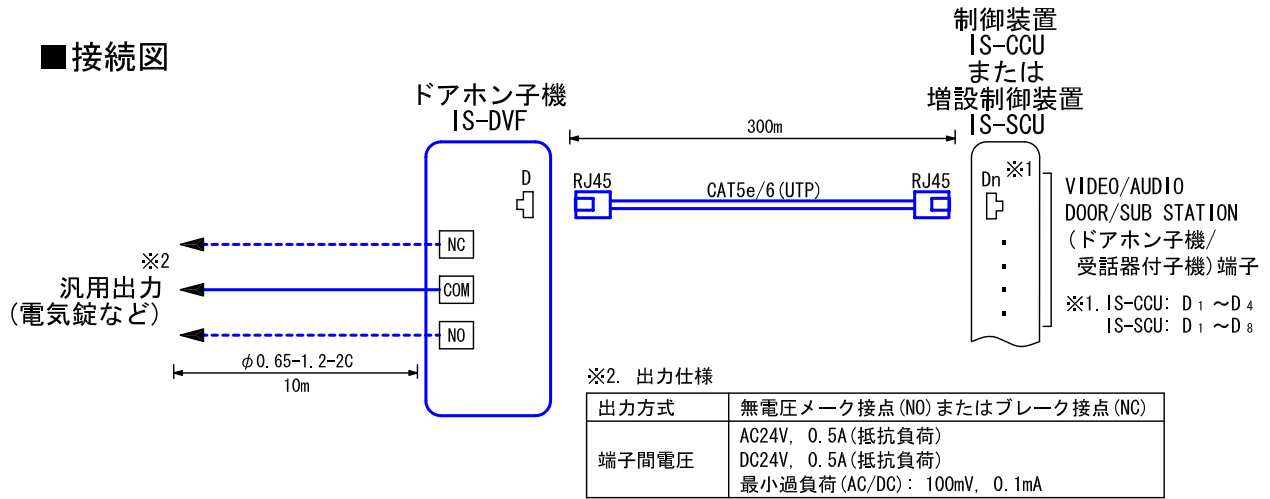 ■接続図
制御装置
IS-CCU
または
増設制御装置
IS-SCU
ドアホン子機
IS-DVF
300m
D
RJ45
CAT5e/6(UTP)
RJ45
Dn ※1
VIDEO/AUDIO
DOOR/SUB STATION
(ドアホン子機/
受話器付子機)端子
※1. IS-CCU: D1 ~D4
IS-SCU: D1 ~D8
NC
COM
NO
※2
汎用出力
(電気錠など)
φ0.65-1.2-2C
10m
※2. 出力仕様
出力方式 無電圧メーク接点(NO)またはブレーク接点(NC)
端子間電圧
AC24V, 0.5A(抵抗負荷)
DC24V, 0.5A(抵抗負荷)
最小過負荷(AC/DC): 100mV, 0.1mA